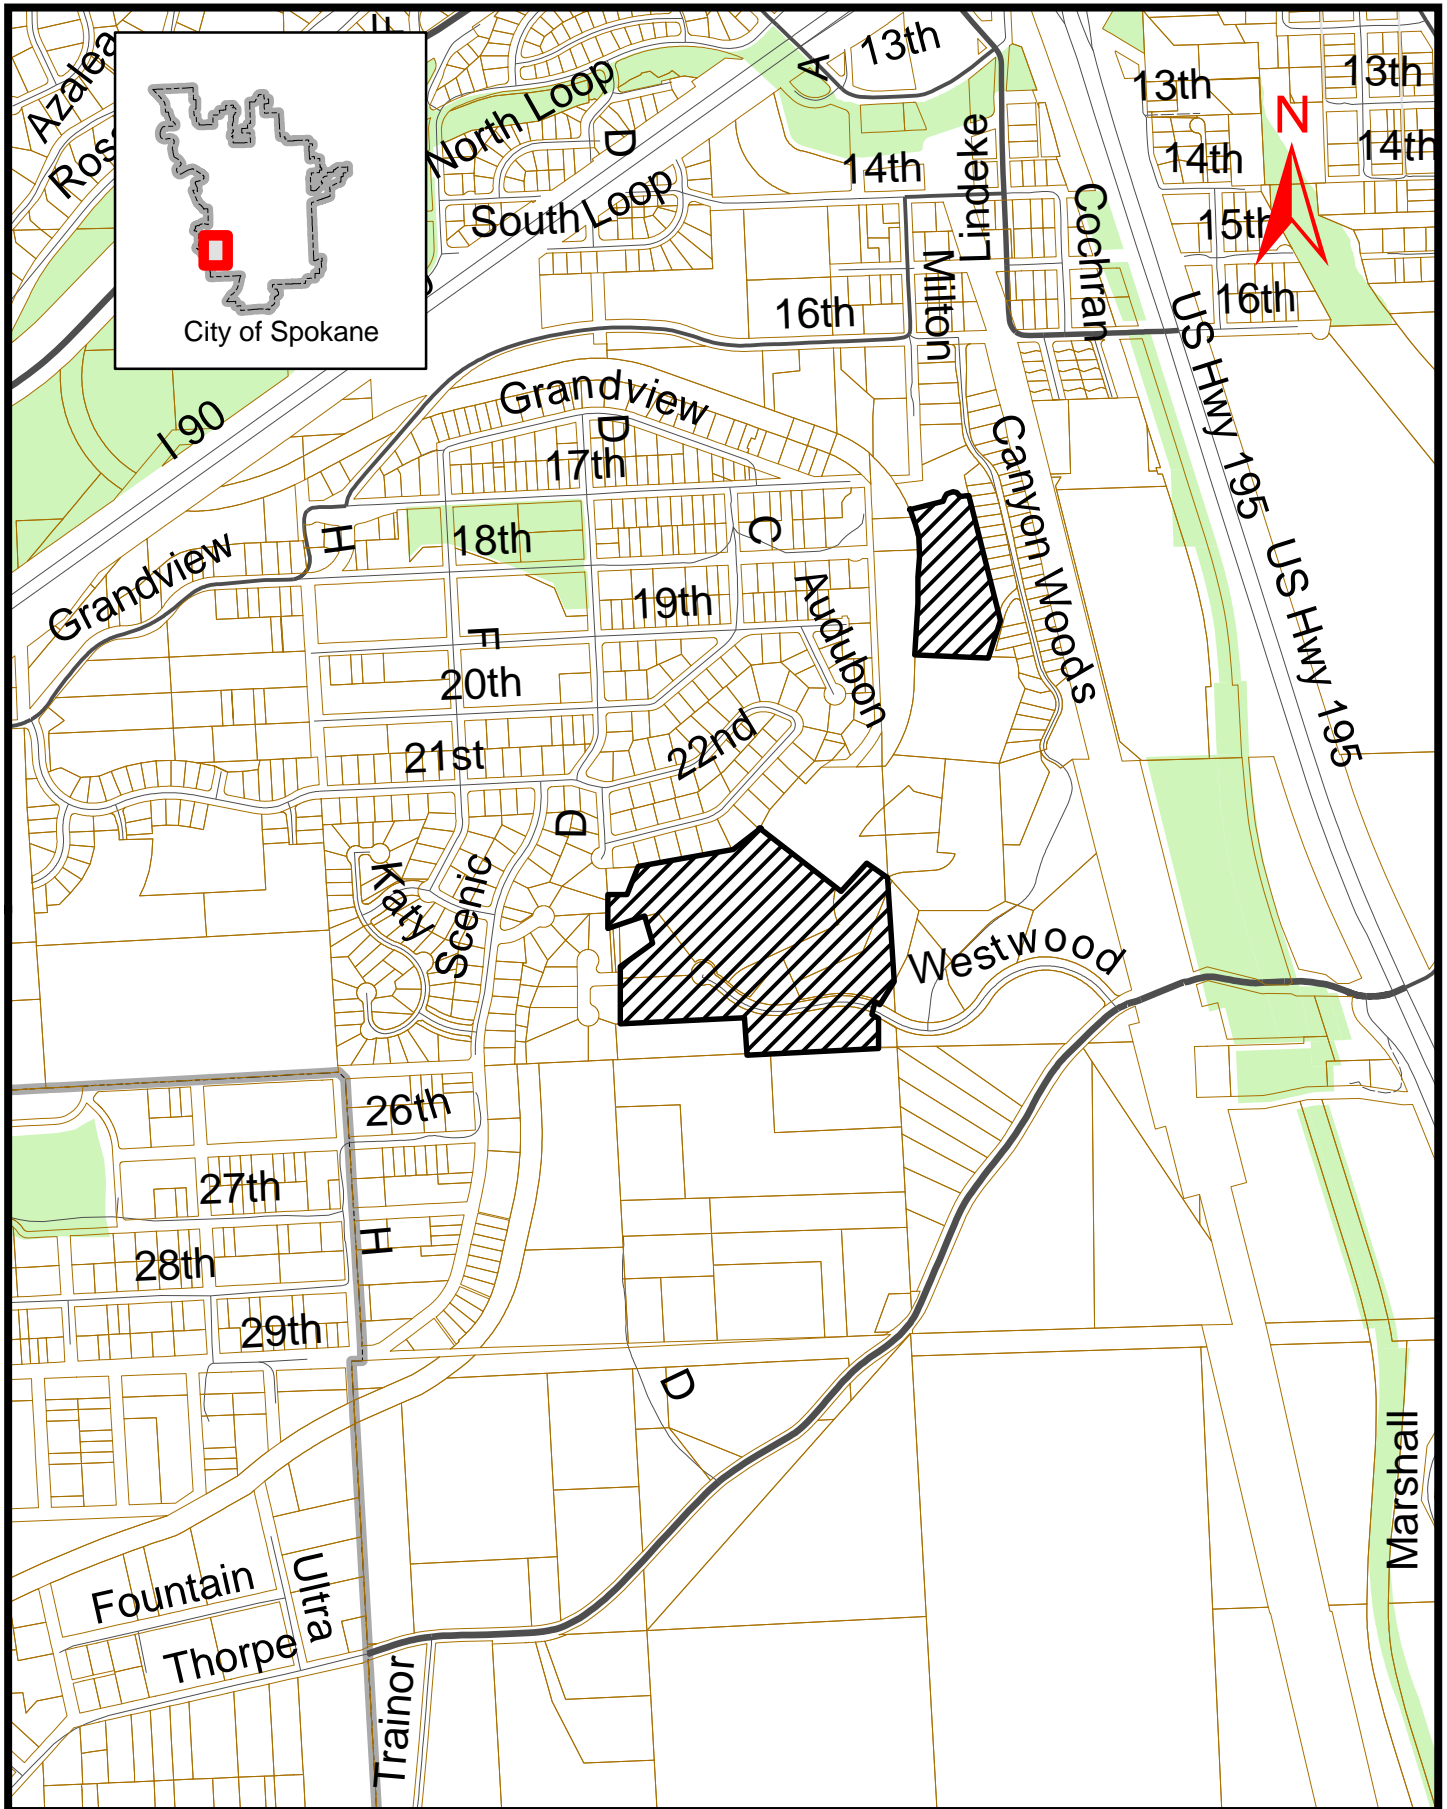 Azalea
F
13th
A
13th
13th
N
Ros
North Loop
D
14th
Lindeke
14th
14th
South Loop
Cochran
15th
City of Spokane
16th
Milton
US Hwy 195
16th
Grandview
I 90
D
17th
Canyon Woods
H
18th
C
US Hwy 195
Grandview
19th
Audubon
F
20th
21st
22nd
D
Katy
Scenic
Westwood
26th
27th
H
28th
29th
D
Marshall
Fountain
Ultra
Thorpe
Trainor